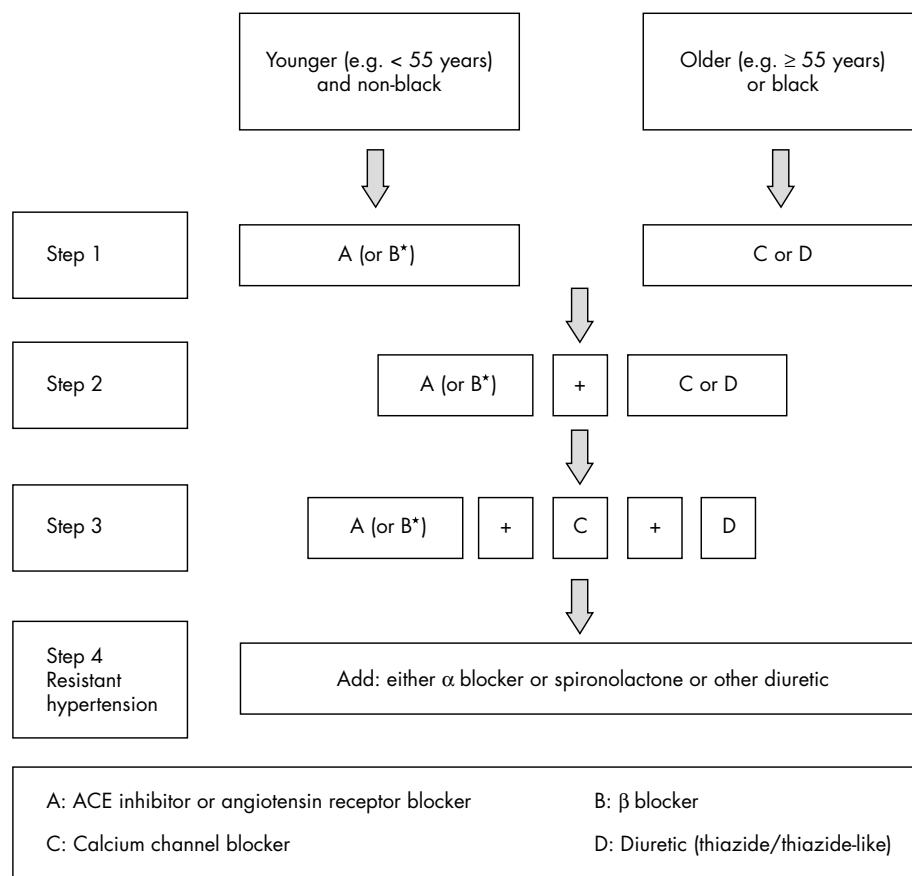 Younger (e.g. < 55 years)
and non-black
Older (e.g. ≥ 55 years)
or black
Step 1
A (or B*)
C or D
Step 2
A (or B*)
+
C or D
Step 3
A (or B*)
+
C
+
D
Step 4
Resistant
hypertension
Add: either α blocker or spironolactone or other diuretic
A: ACE inhibitor or angiotensin receptor blocker
B: β blocker
C: Calcium channel blocker
D: Diuretic (thiazide/thiazide-like)